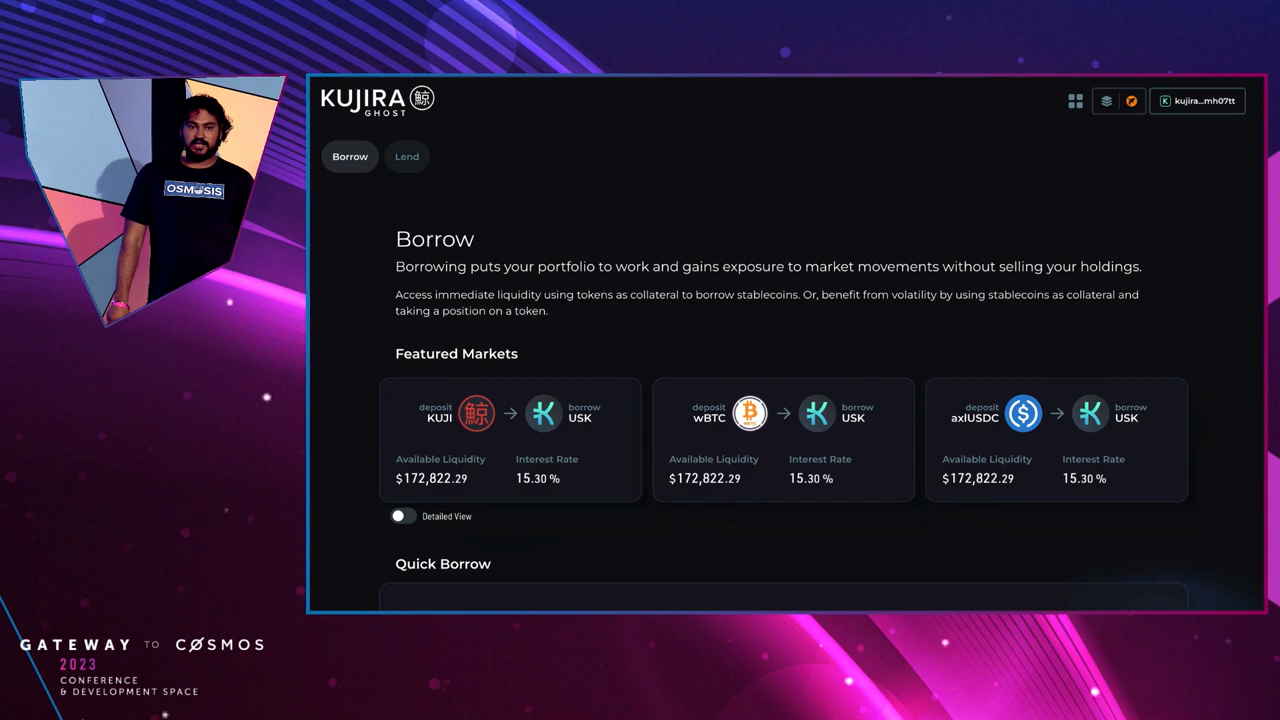 OSMOSIS
GATEWAY TO COSMOS
2023
CONFERENCE
& DEVELOPMENT SPACE
KUJIRA 鯨
GHOST
kujira...mh07tt
Borrow Lend
Borrow
Borrowing puts your portfolio to work and gains exposure to market movements without selling your holdings.
Access immediate liquidity using tokens as collateral to borrow stablecoins. Or, benefit from volatility by using stablecoins as collateral and
taking a position on a token.
Featured Markets
deposit
KUJI
鯨
borrow
USK
Available Liquidity
$172,822.29
Interest Rate
15.30 %
deposit
wBTC
borrow
USK
Available Liquidity
$172,822.29
Interest Rate
15.30 %
deposit
axlUSDC
borrow
USK
Available Liquidity
$172,822.29
Interest Rate
15.30 %
Detailed View
Quick Borrow